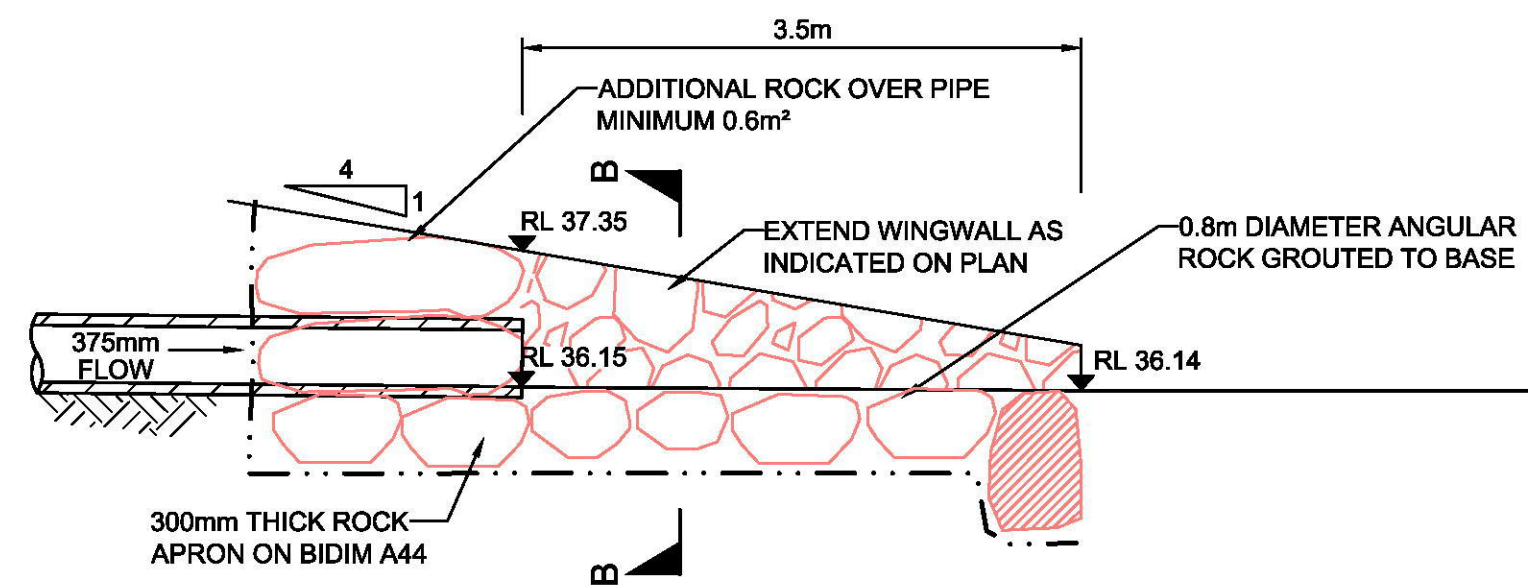 3.5m
ADDITIONAL ROCK OVER PIPE
MINIMUM 0.6m²
4
1
B
RL 37.35
EXTEND WINGWALL AS
INDICATED ON PLAN
0.8m DIAMETER ANGULAR
ROCK GROUTED TO BASE
375mm
FLOW
RL 36.15
RL 36.14
300mm THICK ROCK
APRON ON BIDIM A44
B